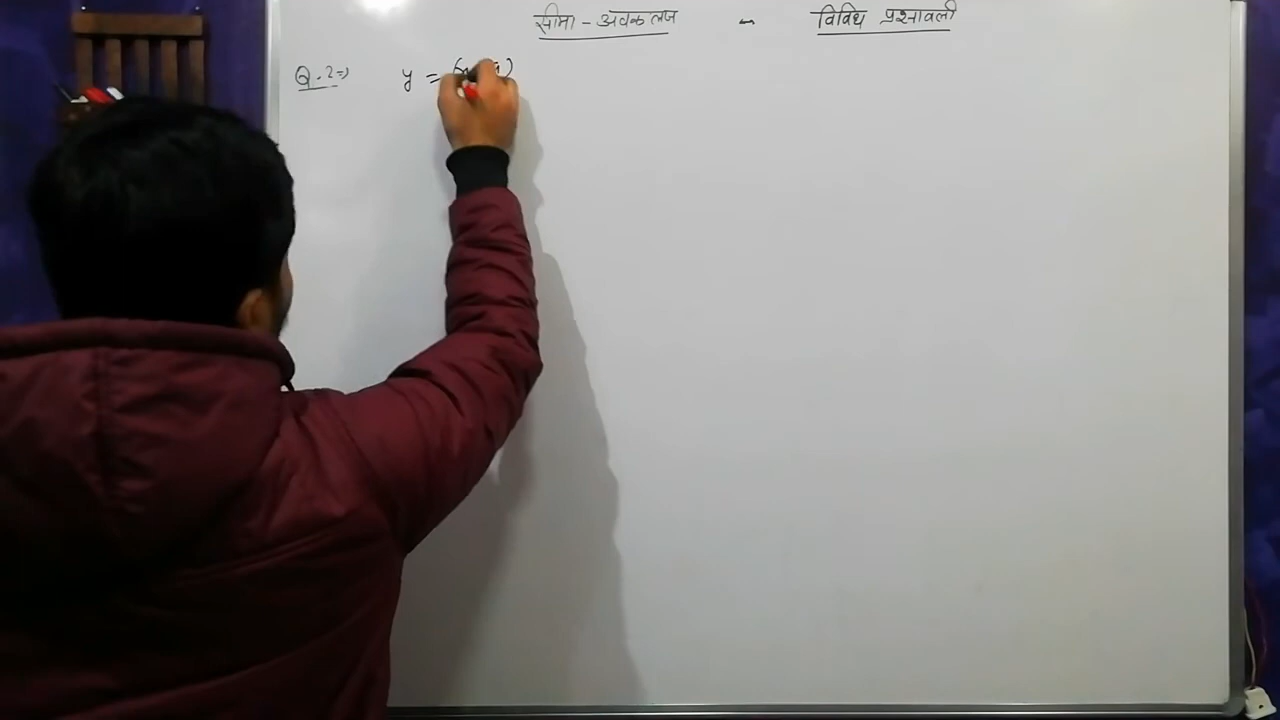 सीमा - अवकलज - विविध प्रश्नावली
Q.2 ⇒ y = (